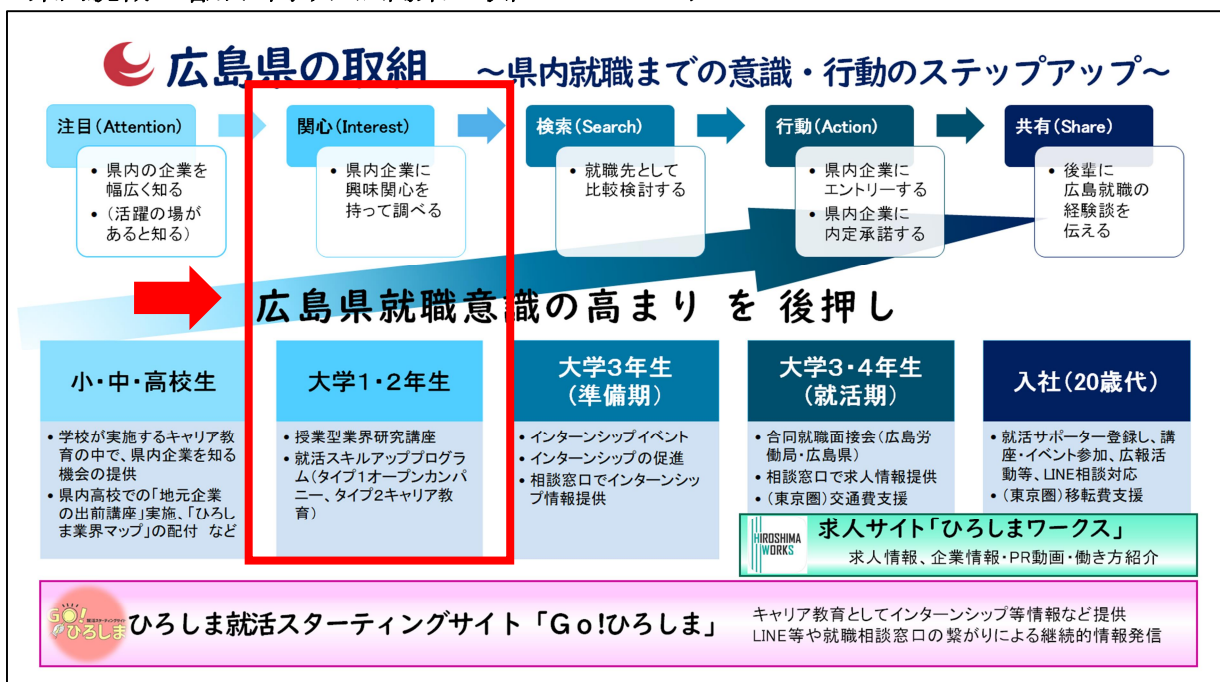 広島県の取組 ～県内就職までの意識・行動のステップアップ～
注目(Attention)
• 県内の企業を
幅広く知る
• (活躍の場が
あると知る)
関心(Interest)
• 県内企業に
興味関心を
持って調べる
検索(Search)
• 就職先として
比較検討する
行動(Action)
• 県内企業に
エントリーする
• 県内企業に
内定承諾する
共有(Share)
• 後輩に
広島就職の
経験談を
伝える
広島県就職意識の高まり を 後押し
小・中・高校生
• 学校が実施するキャリア教
育の中で、県内企業を知る
機会の提供
• 県内高校での「地元企業
の出前講座」実施、「ひろし
ま業界マップ」の配付 など
大学1・2年生
• 授業型業界研究講座
• 就活スキルアッププログラ
ム(タイプ1オープンカンパ
ニー、タイプ2キャリア教
育)
大学3年生
(準備期)
• インターンシップイベント
• インターンシップの促進
• 相談窓口でインターンシッ
プ情報提供
大学3・4年生
(就活期)
• 合同就職面接会(広島労
働局・広島県)
• 相談窓口で求人情報提供
• (東京圏)交通費支援
入社(20歳代)
• 就活サポーター登録し、講
座・イベント参加、広報活
動等、LINE相談対応
• (東京圏)移転費支援
HIROSHIMA
WORKS
求人サイト「ひろしまワークス」
求人情報、企業情報・PR動画・働き方紹介
GO!
ひろしま
ひろしま就活スターティングサイト「Go!ひろしま」
キャリア教育としてインターンシップ等情報など提供
LINE等や就職相談窓口の繋がりによる継続的情報発信